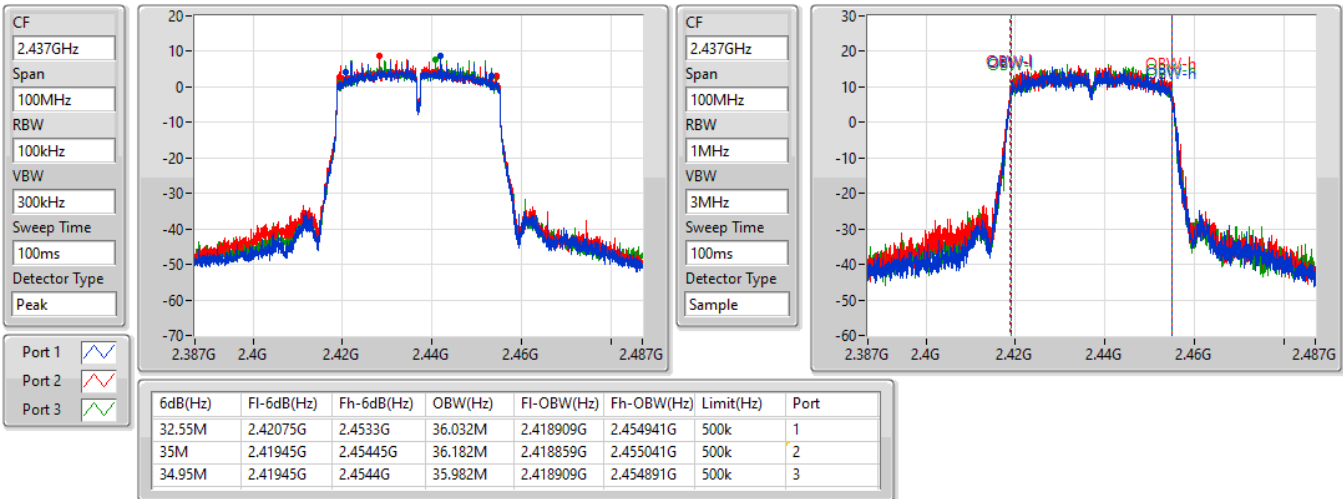 CF
2.437GHz
Span
100MHz
RBW
100kHz
VBW
300kHz
Sweep Time
100ms
Detector Type
Peak
20
10
0
-10
-20
-30
-40
-50
-60
-70
2.387G 2.4G 2.42G 2.44G 2.46G 2.487G
CF
2.437GHz
Span
100MHz
RBW
1MHz
VBW
3MHz
Sweep Time
100ms
Detector Type
Sample
30
20
10
0
-10
-20
-30
-40
-50
-60
OBW-l
OBW-h
OBW-h
2.387G 2.4G 2.42G 2.44G 2.46G 2.487G
Port 1
Port 2
Port 3
6dB(Hz) Fl-6dB(Hz) Fh-6dB(Hz) OBW(Hz) Fl-OBW(Hz) Fh-OBW(Hz) Limit(Hz) Port
32.55M 2.42075G 2.4533G 36.032M 2.418909G 2.454941G 500k 1
35M 2.41945G 2.45445G 36.182M 2.418859G 2.455041G 500k 2
34.95M 2.41945G 2.4544G 35.982M 2.418909G 2.454891G 500k 3